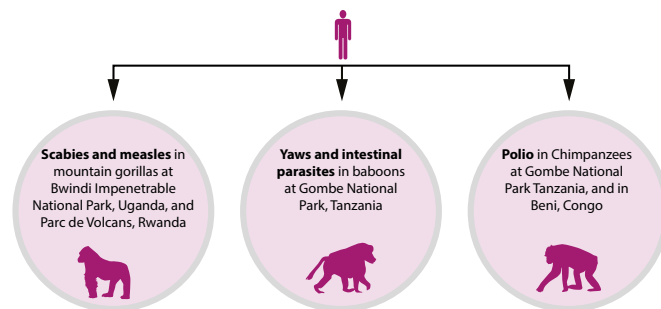 Scabies and measles in
mountain gorillas at
Bwindi Impenetrable
National Park, Uganda, and
Parc de Volcans, Rwanda
Yaws and intestinal
parasites in baboons
at Gombe National
Park, Tanzania
Polio in Chimpanzees
at Gombe National
Park Tanzania, and in
Beni, Congo